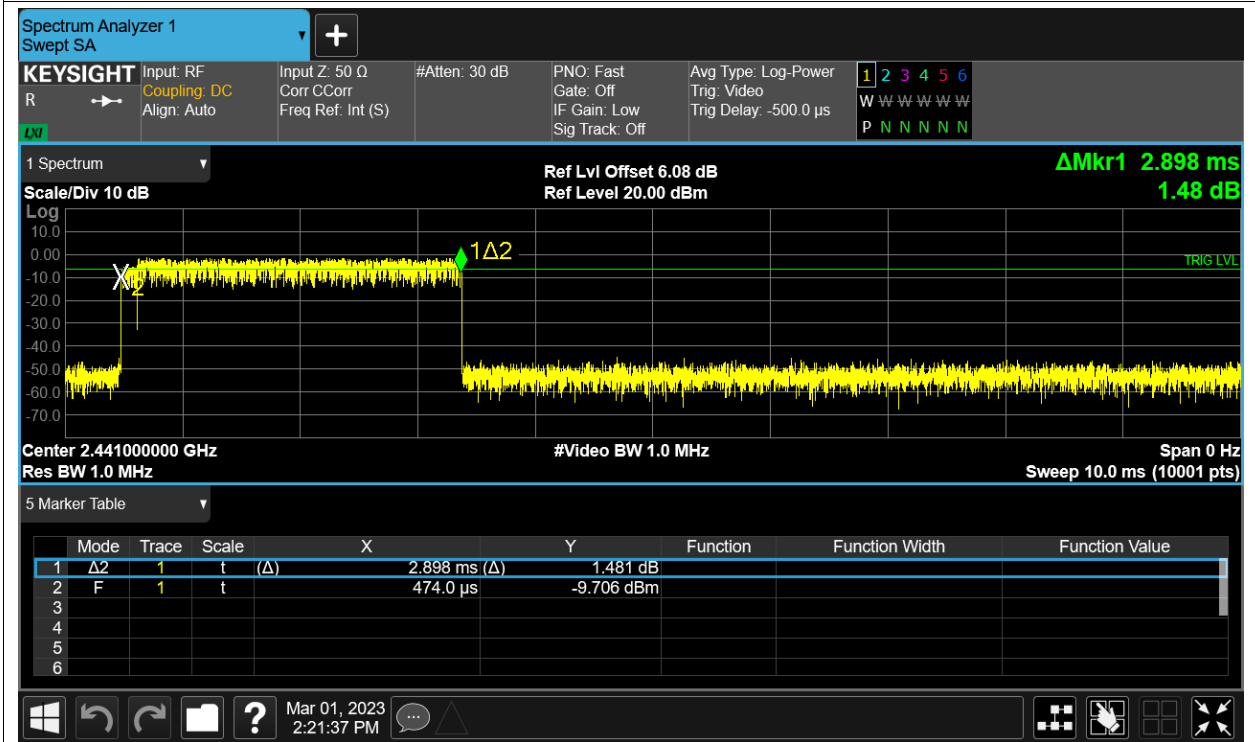 Spectrum Analyzer 1
Swept SA
+
KEYSIGHT
R
LXI
Input: RF
Coupling: DC
Align: Auto
Input Z: 50 Ω
Corr CCorr
Freq Ref: Int (S)
#Atten: 30 dB
PNO: Fast
Gate: Off
IF Gain: Low
Sig Track: Off
Avg Type: Log-Power
Trig: Video
Trig Delay: -500.0 µs
1 2 3 4 5 6
W W W W W W
P N N N N N
1 Spectrum
Scale/Div 10 dB
Ref Lvl Offset 6.08 dB
Ref Level 20.00 dBm
ΔMkr1 2.898 ms
1.48 dB
Log
10.0
0.00
-10.0
-20.0
-30.0
-40.0
-50.0
-60.0
-70.0
X2
1Δ2
TRIG LVL
Center 2.441000000 GHz
#Video BW 1.0 MHz
Span 0 Hz
Res BW 1.0 MHz
Sweep 10.0 ms (10001 pts)
5 Marker Table
Mode Trace Scale X Y Function Function Width Function Value
1 Δ2 1 t (Δ) 2.898 ms (Δ) 1.481 dB
2 F 1 t 474.0 µs -9.706 dBm
3
4
5
6
?
Mar 01, 2023
2:21:37 PM